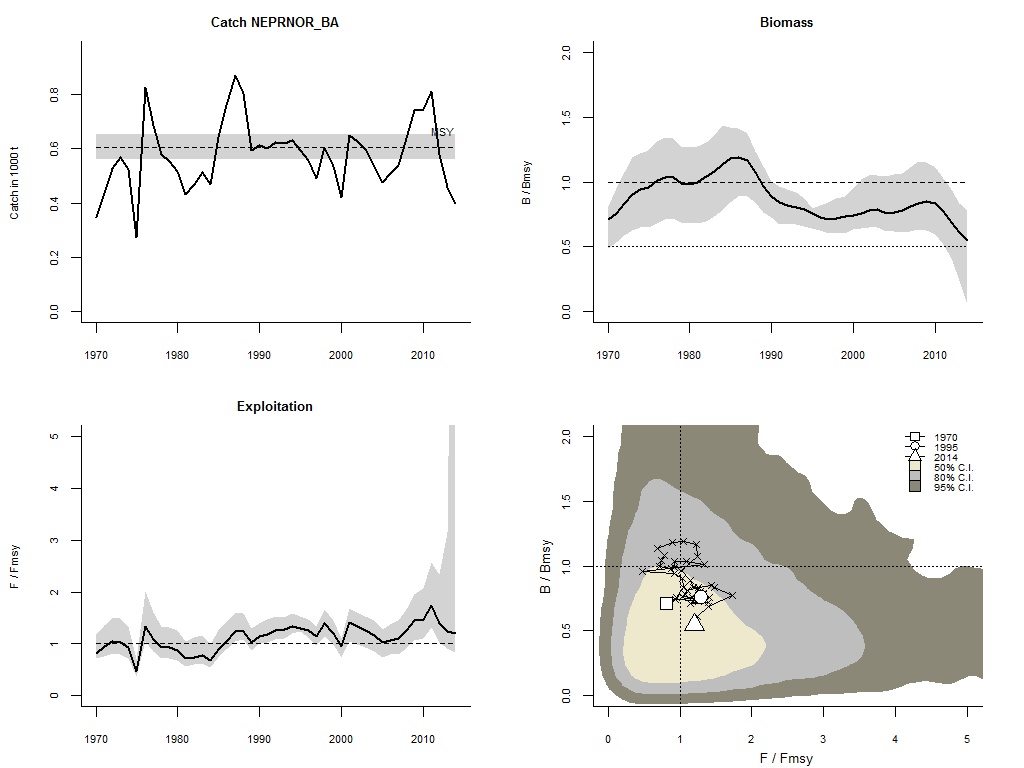 Catch NEPRNOR_BA
Catch in 1000 t
0.0 0.2 0.4 0.6 0.8
MSY
1970 1980 1990 2000 2010
Biomass
B / Bmsy
0.0 0.5 1.0 1.5 2.0
1970 1980 1990 2000 2010
Exploitation
F / Fmsy
0 1 2 3 4 5
1970 1980 1990 2000 2010
B / Bmsy
0.0 0.5 1.0 1.5 2.0
1970
1995
2014
50% C.I.
80% C.I.
95% C.I.
0 1 2 3 4 5
F / Fmsy